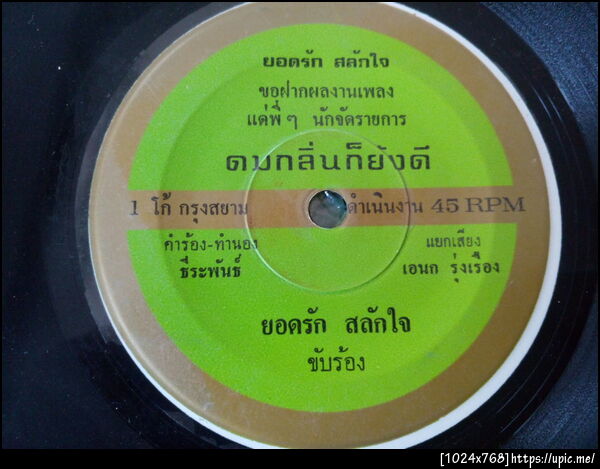 ยอดรัก สลักใจ
ขอฝากผลงานเพลง
แด่พี่ ๆ นักจัดรายการ
ดมกลิ่นก็ยังดี
1 โก้ กรุงสยาม ดำเนินงาน 45 RPM
คำร้อง-ทำนอง
ธีระพันธ์
แยกเสียง
เอนก รุ่งเรือง
ยอดรัก สลักใจ
ขับร้อง
[1024x768]https://upic.me/